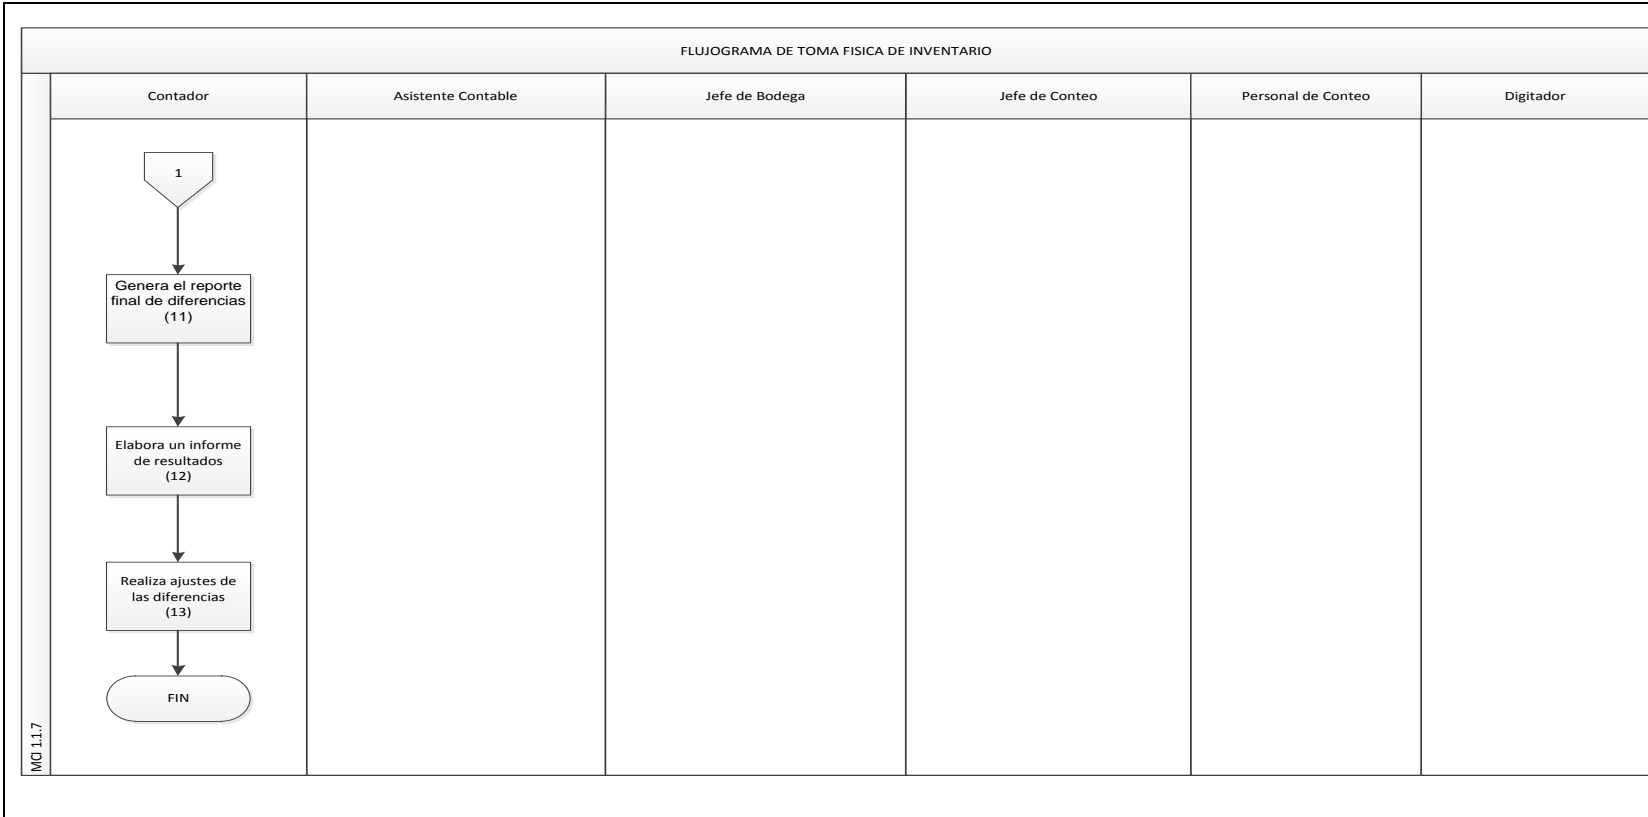 FLUJOGRAMA DE TOMA FISICA DE INVENTARIO
Contador
Asistente Contable
Jefe de Bodega
Jefe de Conteo
Personal de Conteo
Digitador
1
Genera el reporte
final de diferencias
(11)
Elabora un informe
de resultados
(12)
Realiza ajustes de
las diferencias
(13)
FIN
MCI 1.1.7